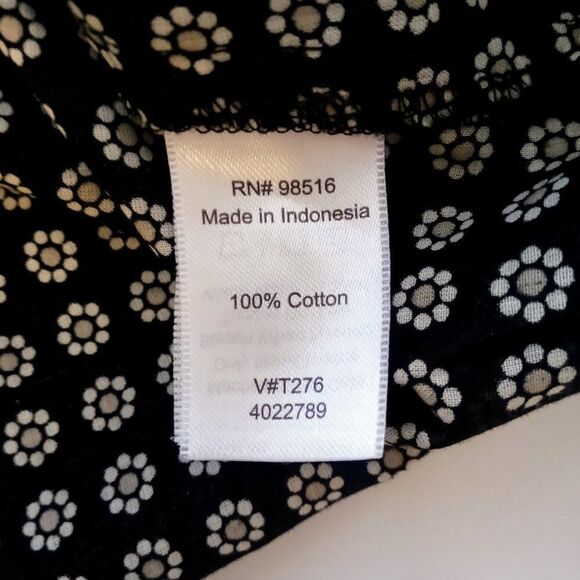 RN# 98516
Made in Indonesia
100% Cotton
V#T276
4022789